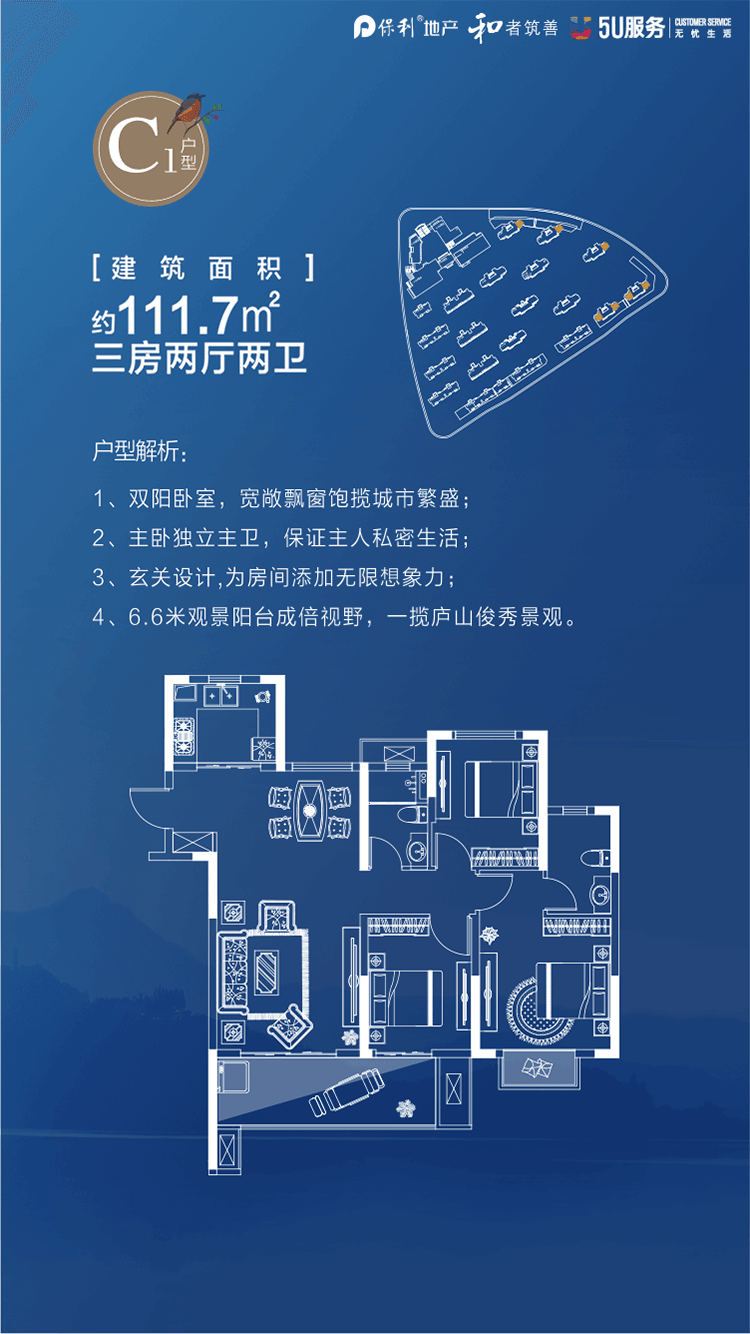 保利®地产 和者筑善 5U服务 CUSTOMER SERVICE
无忧生活
C1户型
[建筑面积]
约111.7㎡
三房两厅两卫
户型解析：
1、双阳卧室，宽敞飘窗饱揽城市繁盛；
2、主卧独立主卫，保证主人私密生活；
3、玄关设计,为房间添加无限想象力；
4、6.6米观景阳台成倍视野，一揽庐山俊秀景观。